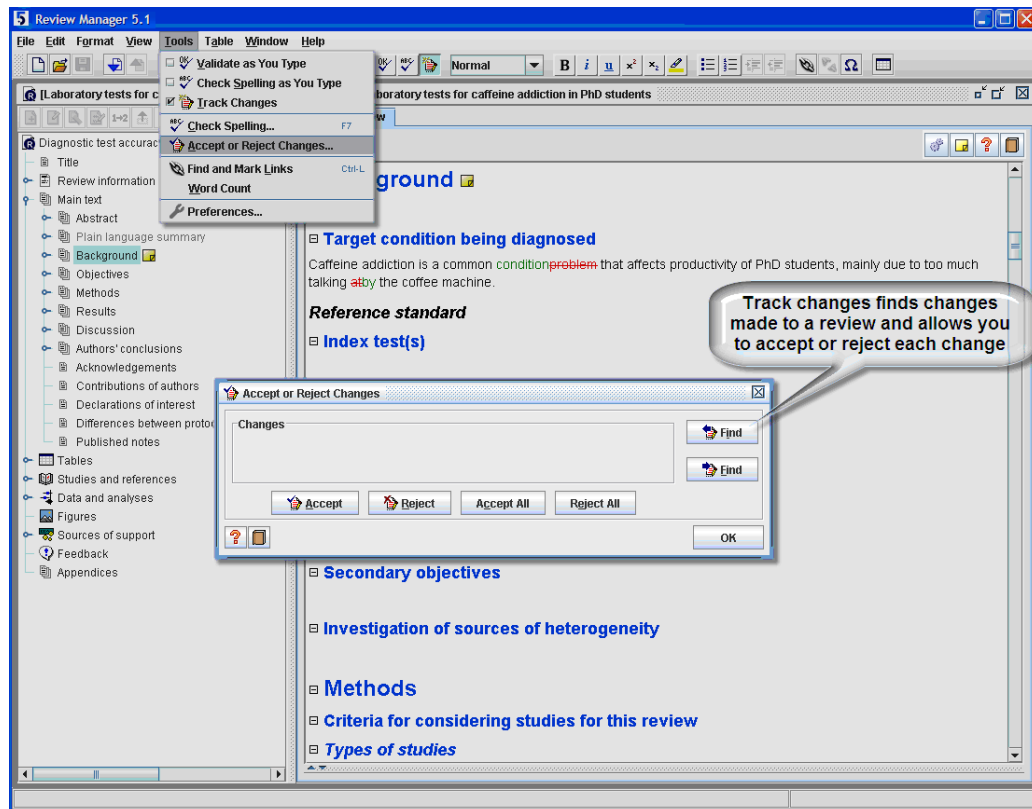 5 Review Manager 5.1
File Edit Format View Tools Table Window Help
Normal B i u x² x₂ Ω
Validate as You Type
Check Spelling as You Type
Track Changes
Check Spelling... F7
Accept or Reject Changes...
Find and Mark Links Ctrl-L
Word Count
Preferences...
[Laboratory tests for c
boratory tests for caffeine addiction in PhD students
1→2
w
Diagnostic test accurac
Title
Review information
Main text
Abstract
Plain language summary
Background
Objectives
Methods
Results
Discussion
Authors' conclusions
Acknowledgements
Contributions of authors
Declarations of interest
Differences between proto
Published notes
Tables
Studies and references
Data and analyses
Figures
Sources of support
Feedback
Appendices
ground
Target condition being diagnosed
Caffeine addiction is a common conditionproblem that affects productivity of PhD students, mainly due to too much
talking atby the coffee machine.
Reference standard
Index test(s)
Track changes finds changes
made to a review and allows you
to accept or reject each change
Accept or Reject Changes
Changes
Find
Find
Accept Reject Accept All Reject All
OK
Secondary objectives
Investigation of sources of heterogeneity
Methods
Criteria for considering studies for this review
Types of studies